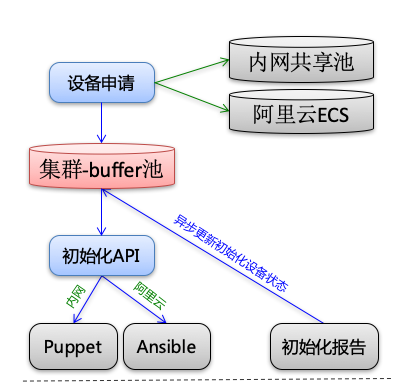 内网共享池
设备申请
阿里云ECS
集群-buffer池
异步更新初始化设备状态
初始化API
内网
阿里云
Puppet
Ansible
初始化报告